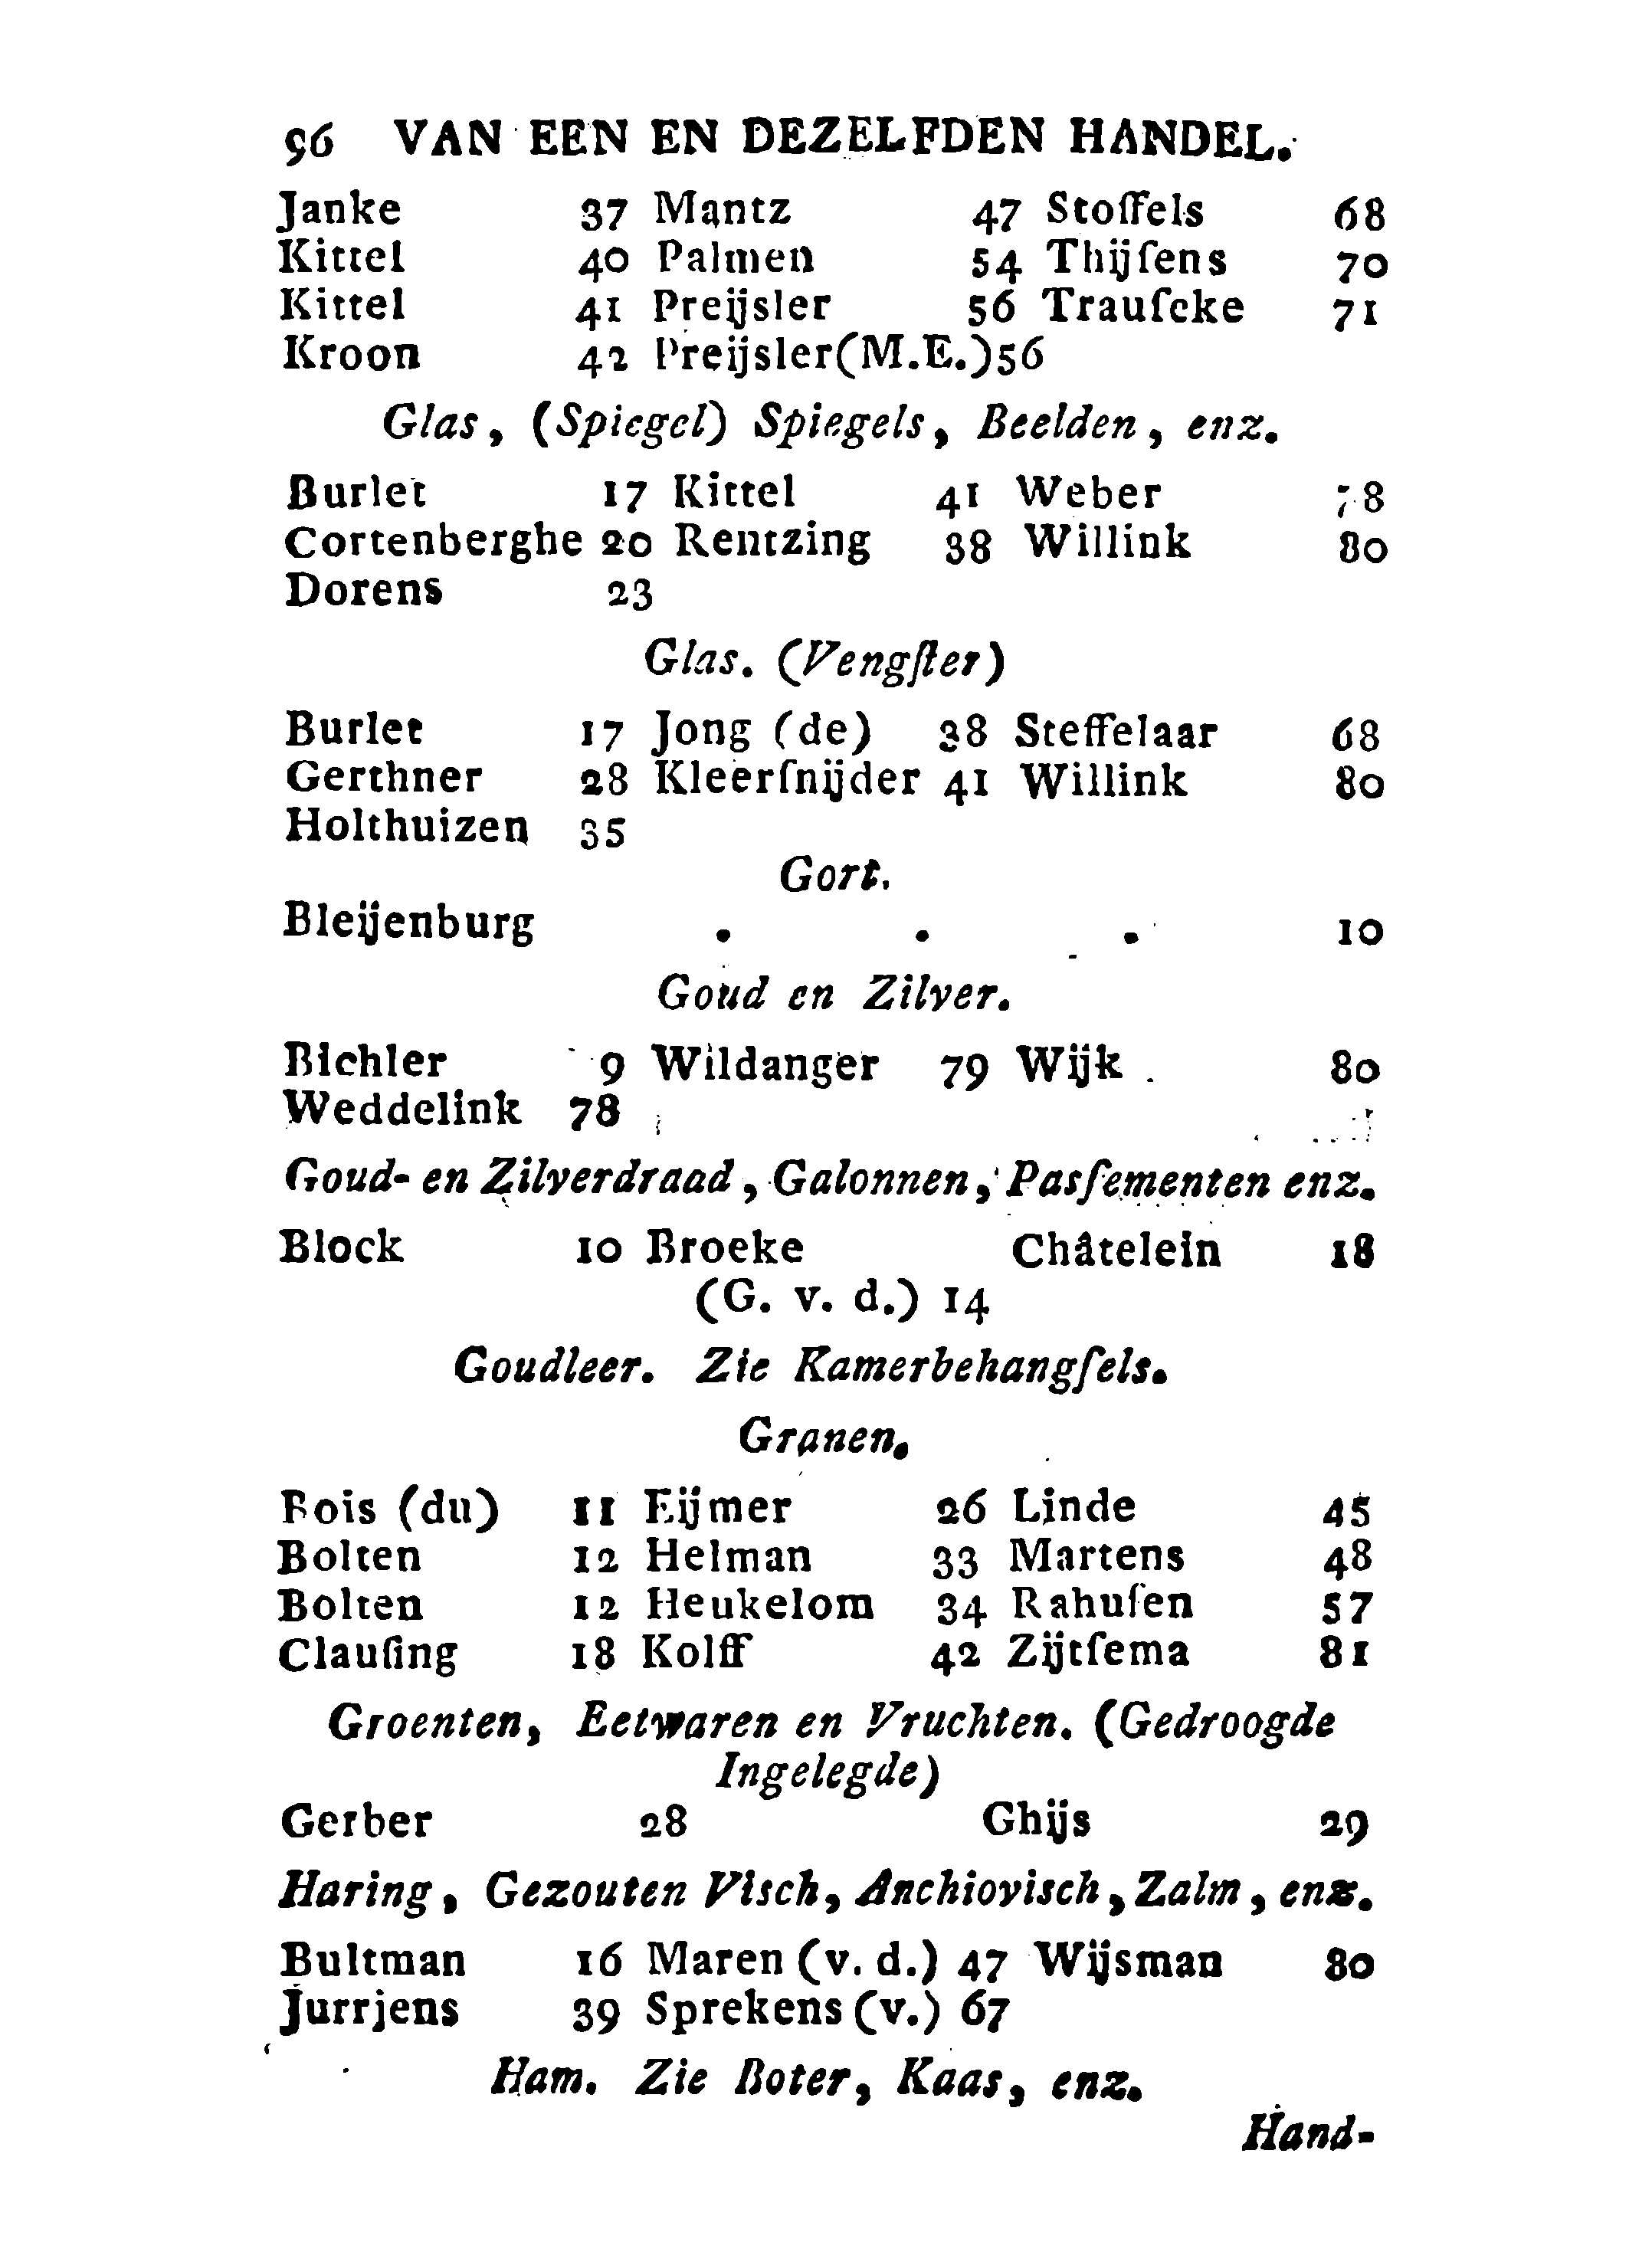 96 VAN EEN EN DEZELFDEN HANDEL.
Janke 37 Mantz 47 Stoffels 68
Kittel 40 Palmen 54 Thijſens 70
Kittel 41 Preijsler 56 Trauſcke 71
Kroon 42 Preijsler (M.E.) 56
Glas, (Spiegel) Spiegels, Beelden, enz.
Burlet 17 Kittel 41 Weber 78
Cortenberghe 20 Rentzing 38 Willink 80
Dorens 23
Glas. (Vengſter)
Burlet 17 Jong (de) 38 Steffelaar 68
Gerthner 28 Kleerſnijder 41 Willink 80
Holthuizen 35
Gort.
Bleijenburg . . . 10
Goud en Zilver.
Bichler 9 Wildanger 79 Wijk . 80
Weddelink 78
Goud- en Zilverdraad, Galonnen, Pasſementen enz.
Block 10 Broeke Châtelein 18
(G. v. d.) 14
Goudleer. Zie Kamerbehangſels.
Granen.
Bois (du) 11 Eijmer 26 Linde 45
Bolten 12 Helman 33 Martens 48
Bolten 12 Heukelom 34 Rahuſen 57
Clauſing 18 Kolff 42 Zijtſema 81
Groenten, Eetwaren en Vruchten. (Gedroogde
Ingelegde)
Gerber 28 Ghijs 29
Haring, Gezouten Visch, Anchiovisch, Zalm, enz.
Bultman 16 Maren (v. d.) 47 Wijsman 80
Jurrjens 39 Sprekens (v.) 67
Ham. Zie Boter, Kaas, enz.
Hand-